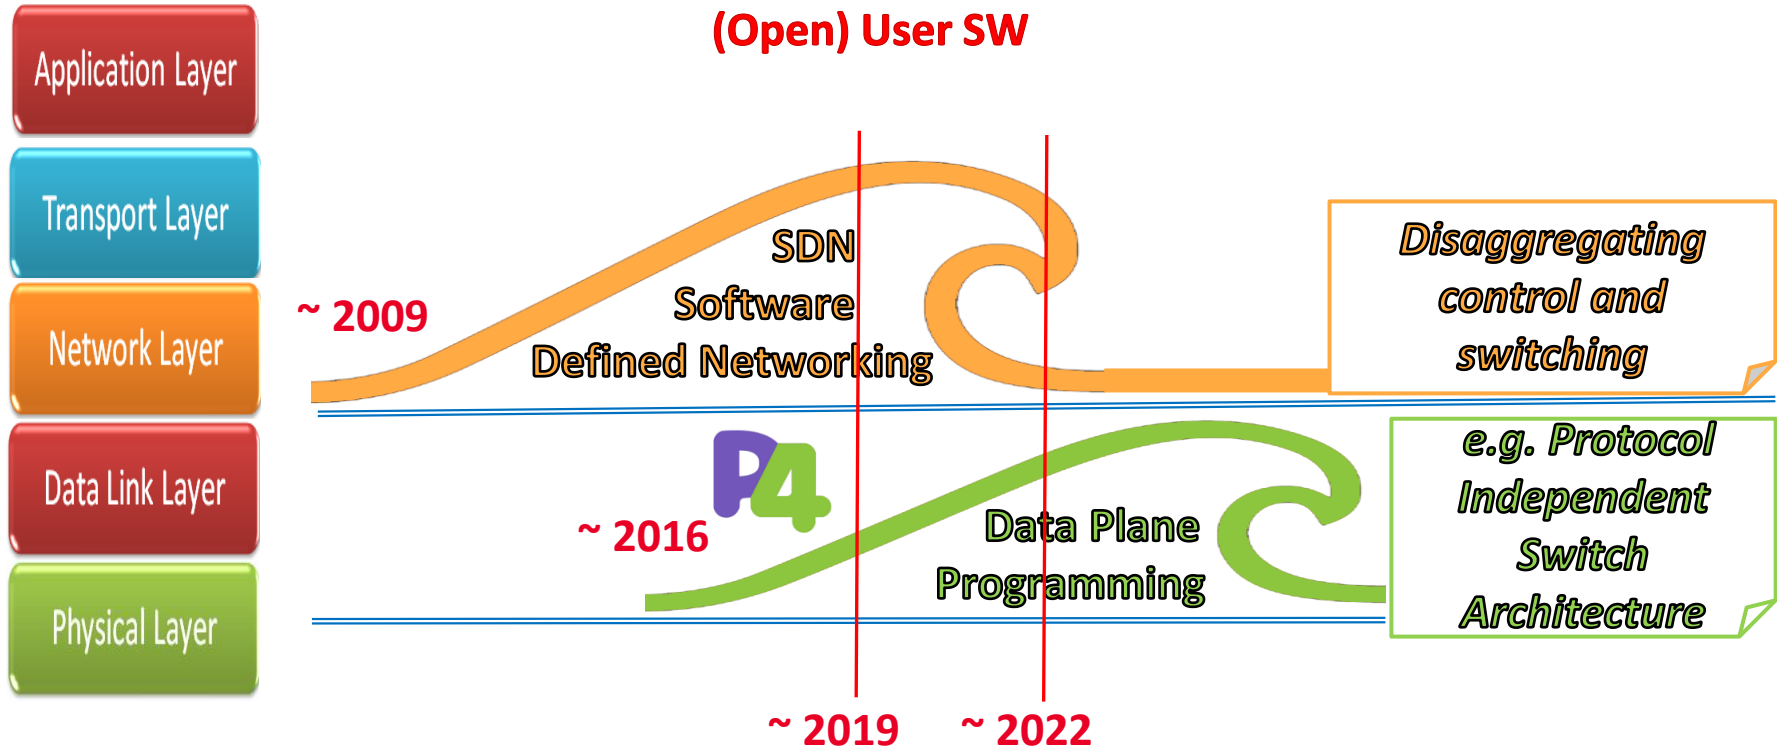 (Open) User SW
Application Layer
Transport Layer
Network Layer
Data Link Layer
Physical Layer
~ 2009
SDN
Software
Defined Networking
Disaggregating
control and
switching
P4
~ 2016
Data Plane
Programming
e.g. Protocol
Independent
Switch
Architecture
~ 2019
~ 2022